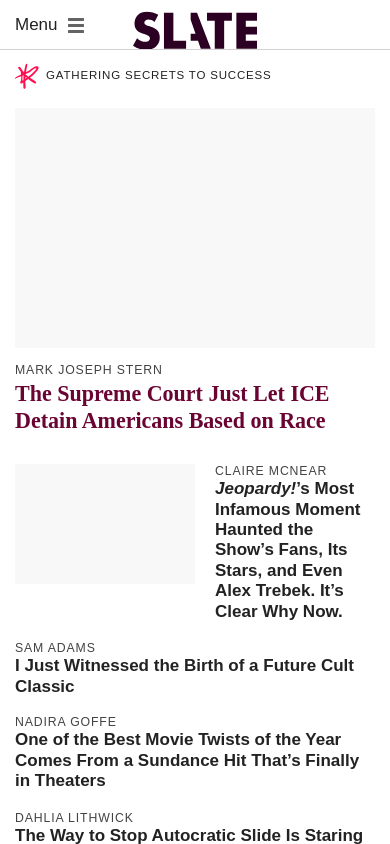 Menu
SLATE
GATHERING SECRETS TO SUCCESS
MARK JOSEPH STERN
The Supreme Court Just Let ICE
Detain Americans Based on Race
CLAIRE MCNEAR
Jeopardy!’s Most
Infamous Moment
Haunted the
Show’s Fans, Its
Stars, and Even
Alex Trebek. It’s
Clear Why Now.
SAM ADAMS
I Just Witnessed the Birth of a Future Cult
Classic
NADIRA GOFFE
One of the Best Movie Twists of the Year
Comes From a Sundance Hit That’s Finally
in Theaters
DAHLIA LITHWICK
The Way to Stop Autocratic Slide Is Staring